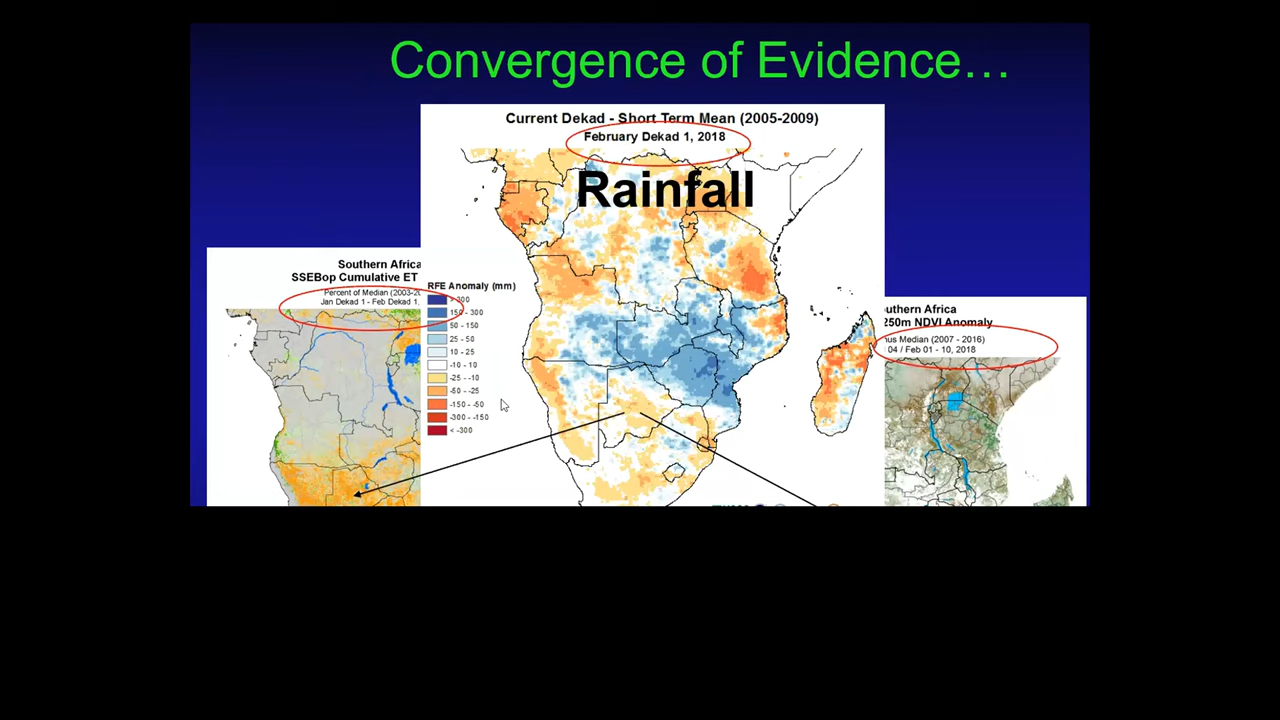 Convergence of Evidence…
Current Dekad - Short Term Mean (2005-2009)
February Dekad 1, 2018
Rainfall
Southern Africa
SSEBop Cumulative ET
Percent of Median (2003-20
Jan Dekad 1 - Feb Dekad 1,
RFE Anomaly (mm)
> 300
150 - 300
50 - 150
25 - 50
10 - 25
-10 - 10
-25 - -10
-50 - -25
-150 - -50
-300 - -150
< -300
uthern Africa
250m NDVI Anomaly
nus Median (2007 - 2016)
04 / Feb 01 - 10, 2018